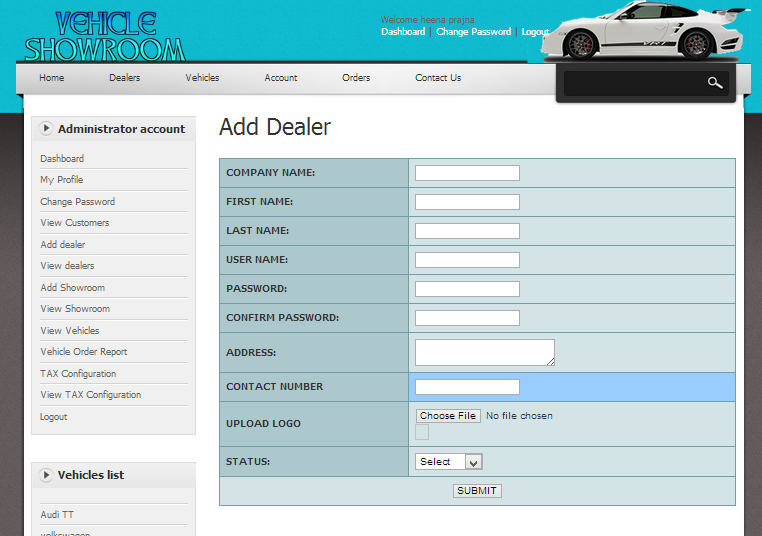 VEHICLE
SHOWROOM
Welcome heena prajna
Dashboard | Change Password | Logout
Home Dealers Vehicles Account Orders Contact Us
Administrator account
Dashboard
My Profile
Change Password
View Customers
Add dealer
View dealers
Add Showroom
View Showroom
View Vehicles
Vehicle Order Report
TAX Configuration
View TAX Configuration
Logout
Vehicles list
Audi TT
volkswagen
Add Dealer
COMPANY NAME:
FIRST NAME:
LAST NAME:
USER NAME:
PASSWORD:
CONFIRM PASSWORD:
ADDRESS:
CONTACT NUMBER
UPLOAD LOGO Choose File No file chosen
STATUS: Select
SUBMIT